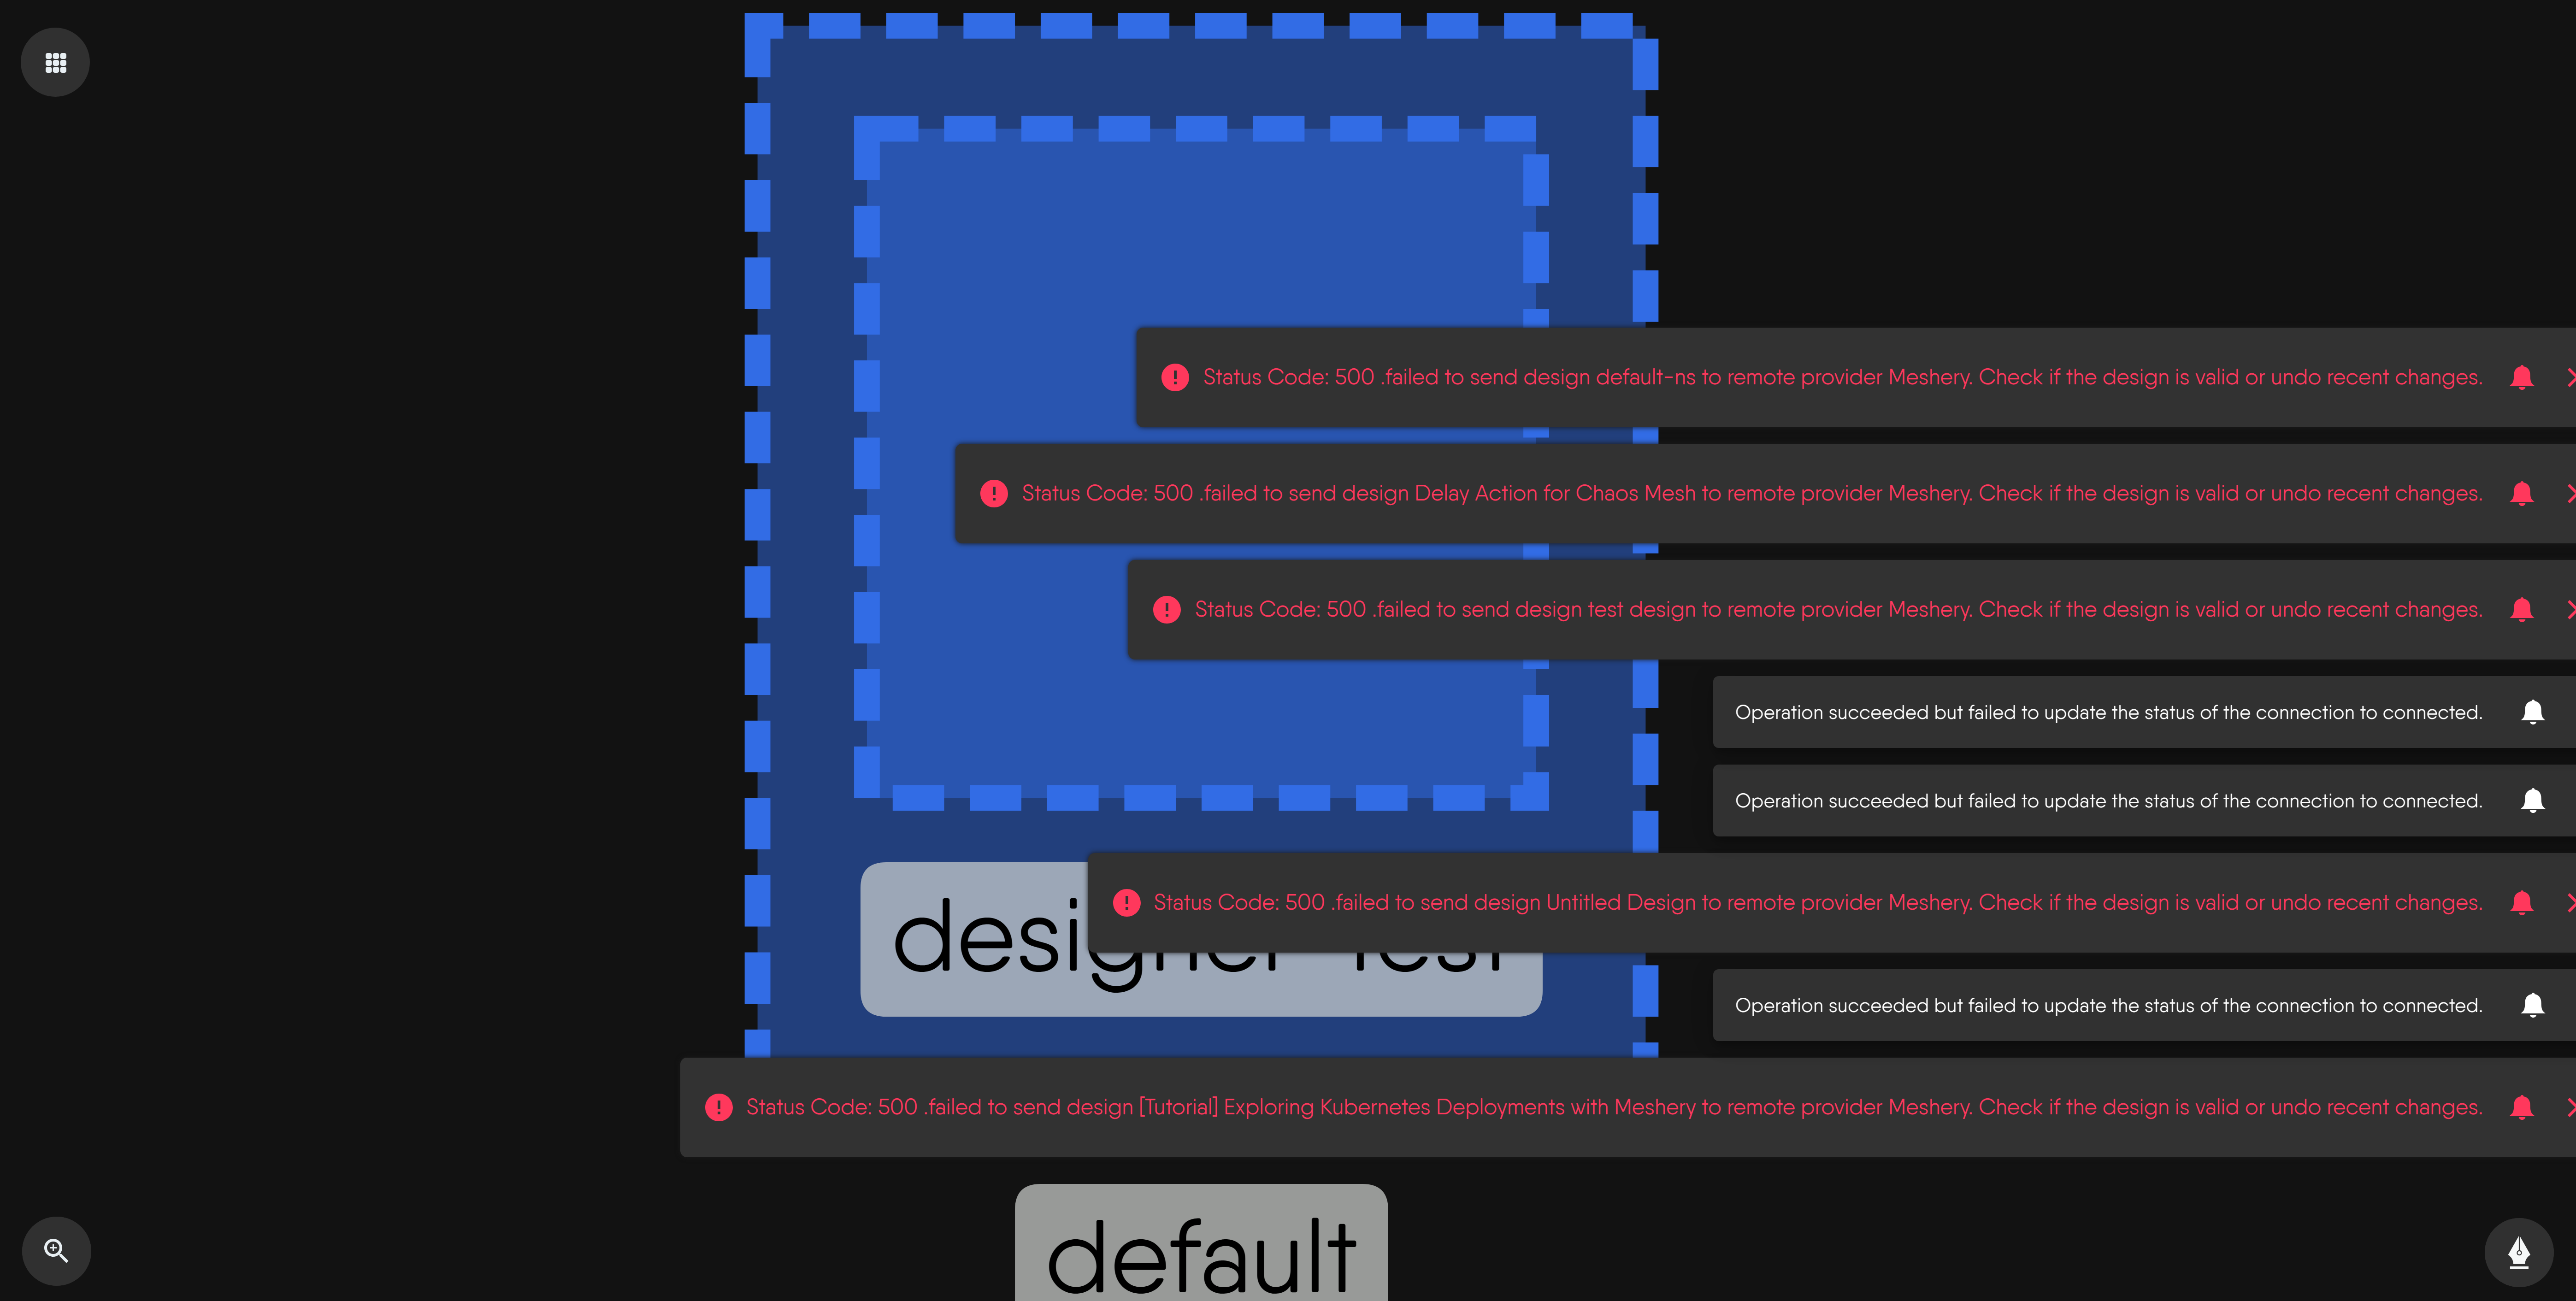 Status Code: 500 .failed to send design default-ns to remote provider Meshery. Check if the design is valid or undo recent changes.
Status Code: 500 .failed to send design Delay Action for Chaos Mesh to remote provider Meshery. Check if the design is valid or undo recent changes.
Status Code: 500 .failed to send design test design to remote provider Meshery. Check if the design is valid or undo recent changes.
Operation succeeded but failed to update the status of the connection to connected.
Operation succeeded but failed to update the status of the connection to connected.
Status Code: 500 .failed to send design Untitled Design to remote provider Meshery. Check if the design is valid or undo recent changes.
Operation succeeded but failed to update the status of the connection to connected.
Status Code: 500 .failed to send design [Tutorial] Exploring Kubernetes Deployments with Meshery to remote provider Meshery. Check if the design is valid or undo recent changes.
default